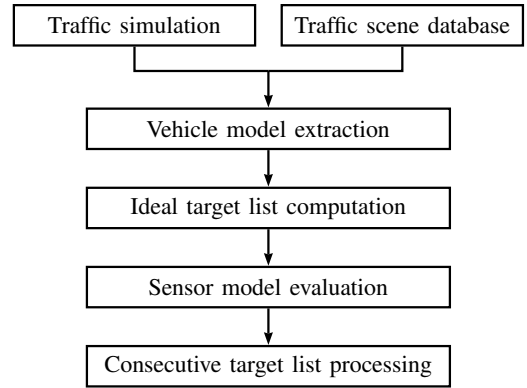 Traffic simulation
Traffic scene database
Vehicle model extraction
Ideal target list computation
Sensor model evaluation
Consecutive target list processing